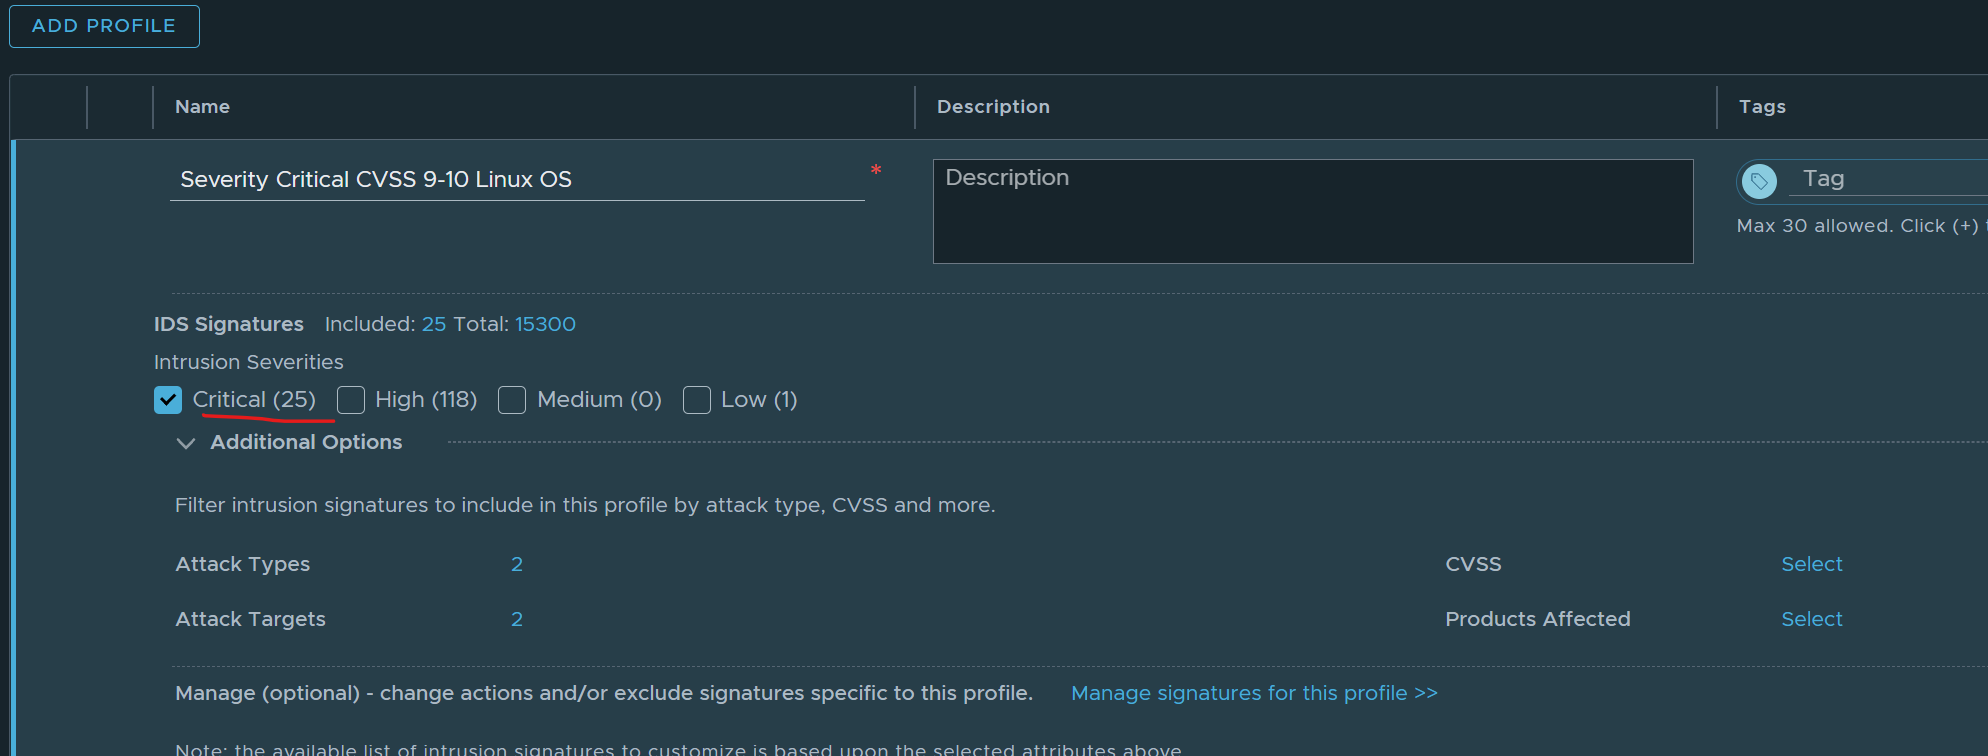 ADD PROFILE
Name Description Tags
Severity Critical CVSS 9-10 Linux OS * Description Tag
Max 30 allowed. Click (+)
IDS Signatures Included: 25 Total: 15300
Intrusion Severities
Critical (25) High (118) Medium (0) Low (1)
Additional Options
Filter intrusion signatures to include in this profile by attack type, CVSS and more.
Attack Types 2 CVSS Select
Attack Targets 2 Products Affected Select
Manage (optional) - change actions and/or exclude signatures specific to this profile. Manage signatures for this profile >>
Note: the available list of intrusion signatures to customize is based upon the selected attributes above